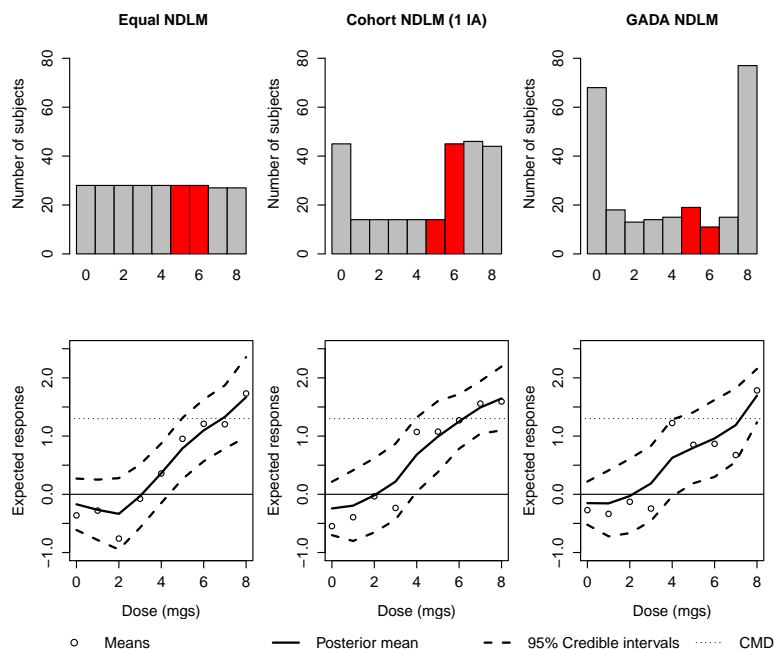 Equal NDLM
Cohort NDLM (1 IA)
GADA NDLM
Number of subjects
0 20 40 60 80
0 2 4 6 8
Number of subjects
0 20 40 60 80
0 2 4 6 8
Number of subjects
0 20 40 60 80
0 2 4 6 8
Expected response
−1.0 0.0 1.0 2.0
0 2 4 6 8
Dose (mgs)
Expected response
−1.0 0.0 1.0 2.0
0 2 4 6 8
Dose (mgs)
Expected response
−1.0 0.0 1.0 2.0
0 2 4 6 8
Dose (mgs)
Means Posterior mean 95% Credible intervals CMD